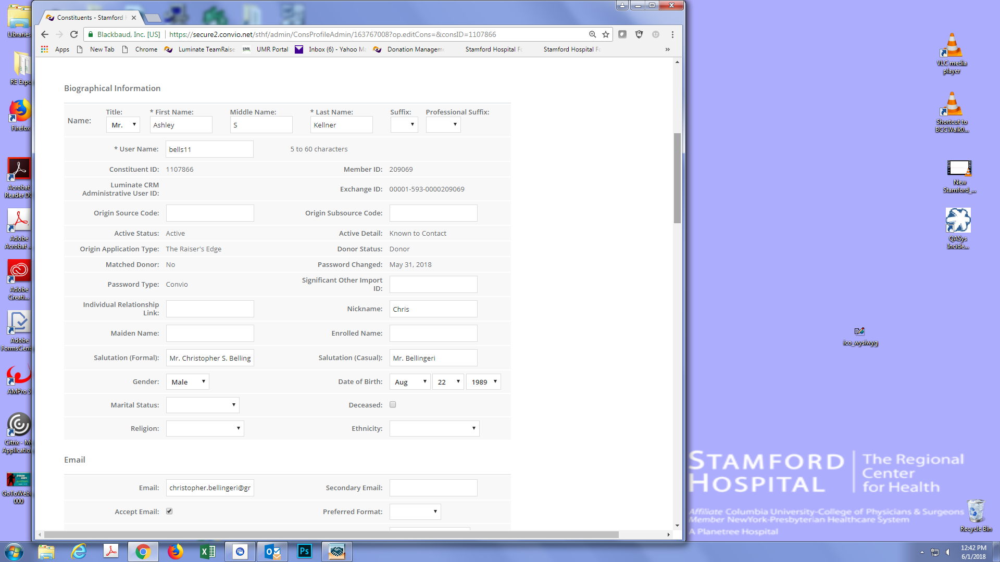 Constituents - Stamford
Blackbaud, Inc. [US]
https://secure2.convio.net/sthf/admin/ConsProfileAdmin/163767008?op.editCons=&consID=1107866
Apps
New Tab
Chrome
Luminate TeamRaise
UMR
UMR Portal
Inbox (6) - Yahoo Ma
Donation Managem
Stamford Hospital Fo
Stamford Hospital Fo
»
Biographical Information
Name:
Title:
* First Name:
Middle Name:
* Last Name:
Suffix:
Professional Suffix:
Mr.
Ashley
S
Kellner
* User Name:
bells11
5 to 60 characters
Constituent ID:
1107866
Member ID:
209069
Luminate CRM
Administrative User ID:
Exchange ID:
00001-593-0000209069
Origin Source Code:
Origin Subsource Code:
Active Status:
Active
Active Detail:
Known to Contact
Origin Application Type:
The Raiser's Edge
Donor Status:
Donor
Matched Donor:
No
Password Changed:
May 31, 2018
Password Type:
Convio
Significant Other Import
ID:
Individual Relationship
Link:
Nickname:
Chris
Maiden Name:
Enrolled Name:
Salutation (Formal):
Mr. Christopher S. Belling
Salutation (Casual):
Mr. Bellingeri
Gender:
Male
Date of Birth:
Aug
22
1989
Marital Status:
Deceased:
Religion:
Ethnicity:
Email
Email:
christopher.bellingeri@gr
Secondary Email:
Accept Email:
Preferred Format:
Libraries
RE Expo
Firefox
Acrobat
Reader DC
Adobe
Acrobat ...
Adobe
Creati...
Adobe
FormsCent
AMPro 5
Citrix - My
Application
GoToWebi
000
VLC media
player
Shortcut to
BCCWalk0...
New
Stamford_...
QASys
Incide...
ico_wysiwyg
STAMFORD
HOSPITAL
The Regional
Center
for Health
Affiliate Columbia University-College of Physicians & Surgeons
Member NewYork-Presbyterian Healthcare System
A Planetree Hospital
Recycle Bin
Ps
12:42 PM
6/1/2018